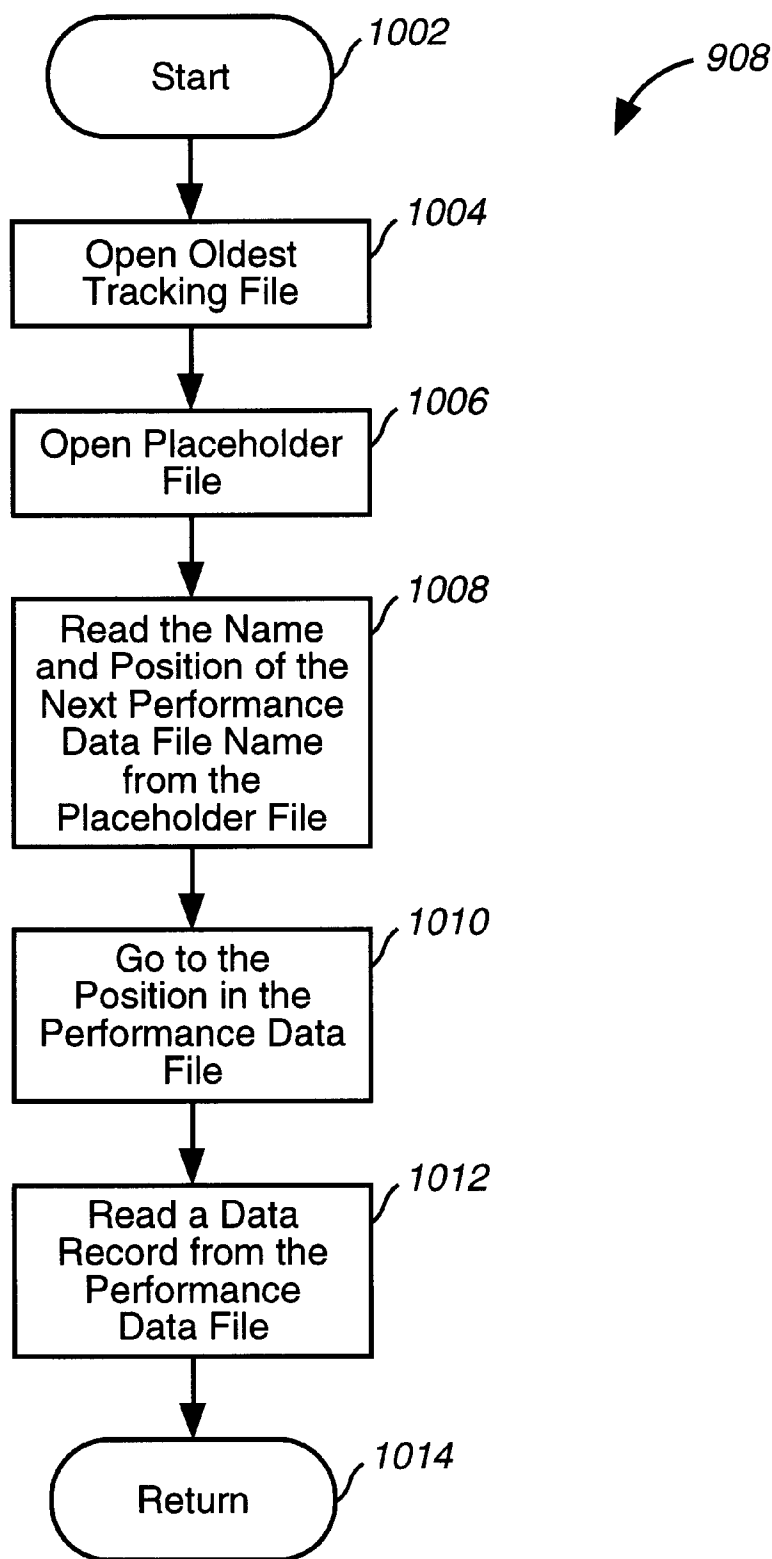 1002
908
Start
1004
Open Oldest
Tracking File
1006
Open Placeholder
File
1008
Read the Name
and Position of the
Next Performance
Data File Name
from the
Placeholder File
1010
Go to the
Position in the
Performance Data
File
1012
Read a Data
Record from the
Performance
Data File
1014
Return